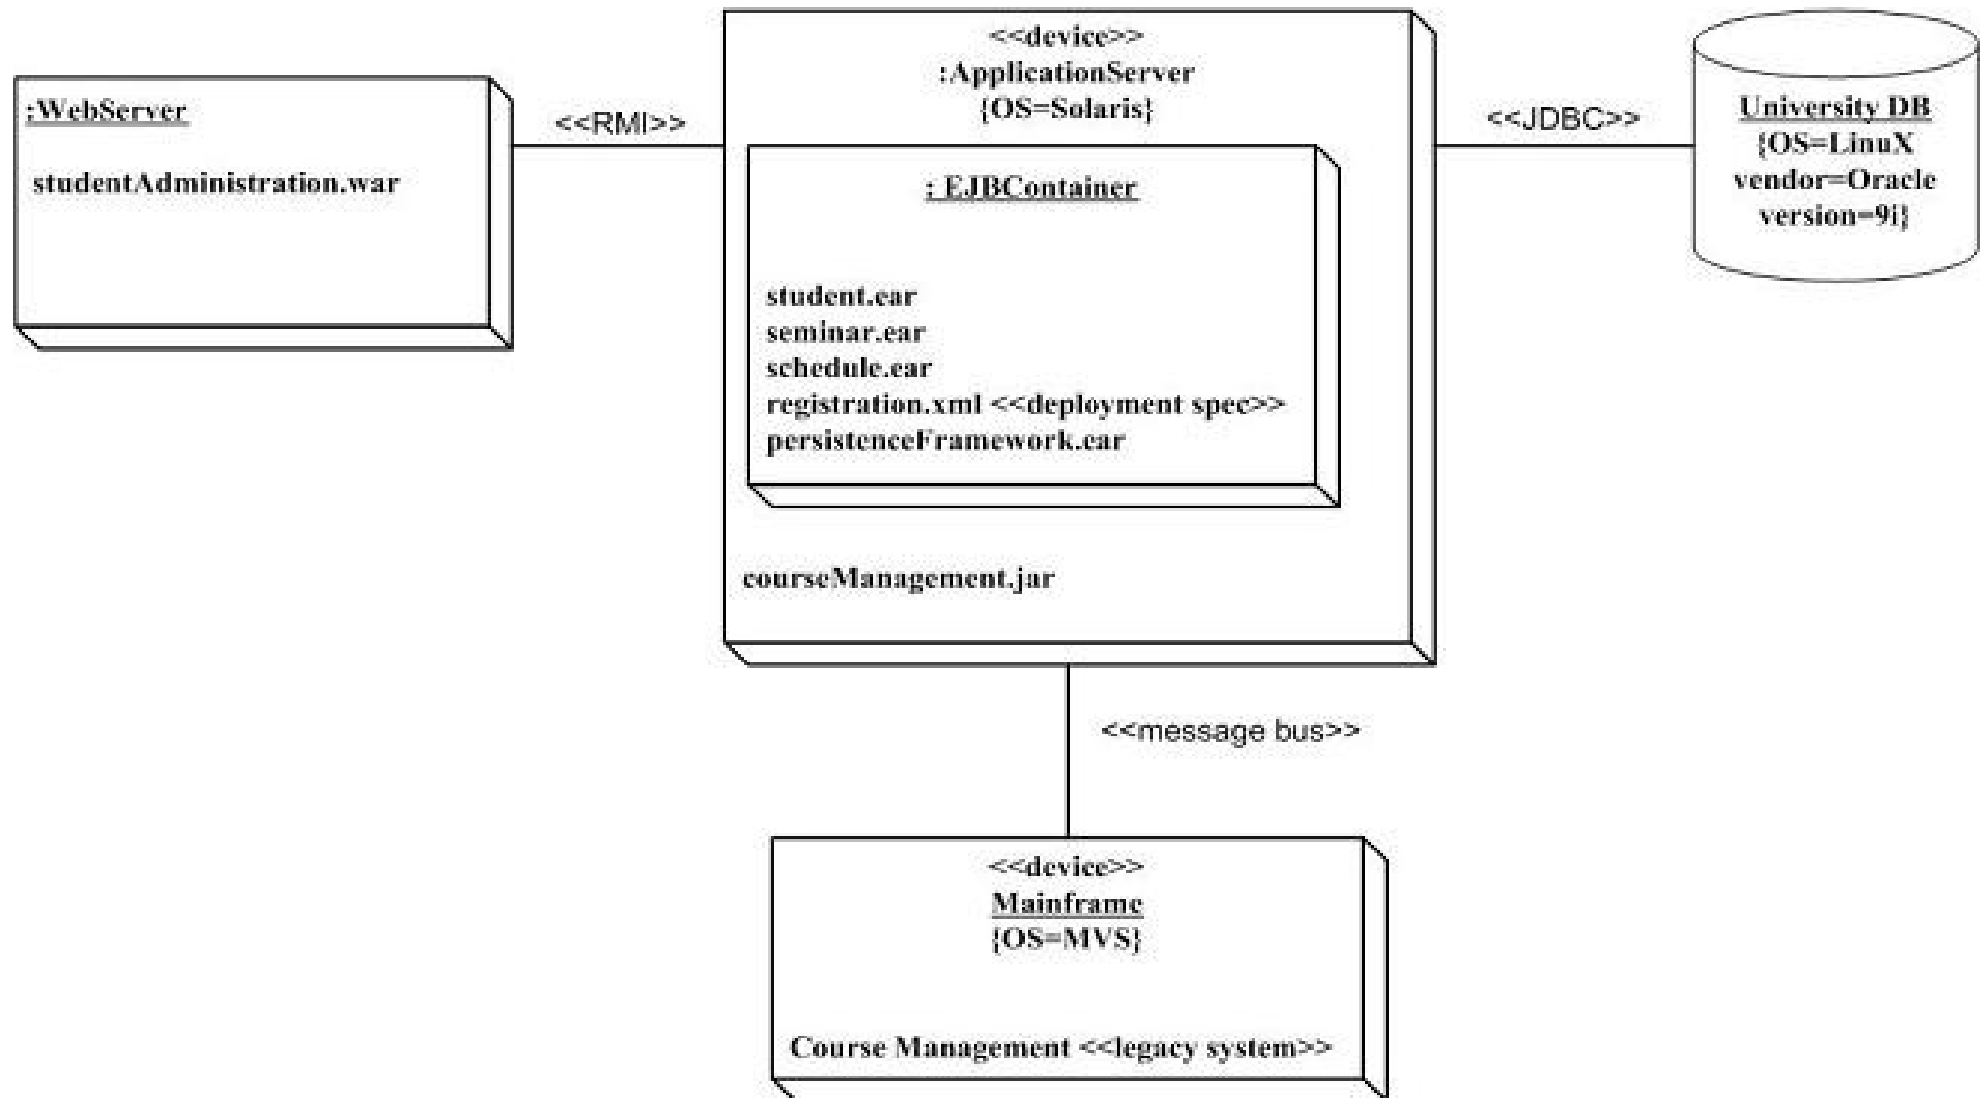 :WebServer
studentAdministration.war
<<RMI>>
<<device>>
:ApplicationServer
{OS=Solaris}
: EJBContainer
student.ear
seminar.ear
schedule.ear
registration.xml <<deployment spec>>
persistenceFramework.ear
courseManagement.jar
<<JDBC>>
University DB
{OS=LinuX
vendor=Oracle
version=9i}
<<message bus>>
<<device>>
Mainframe
{OS=MVS}
Course Management <<legacy system>>